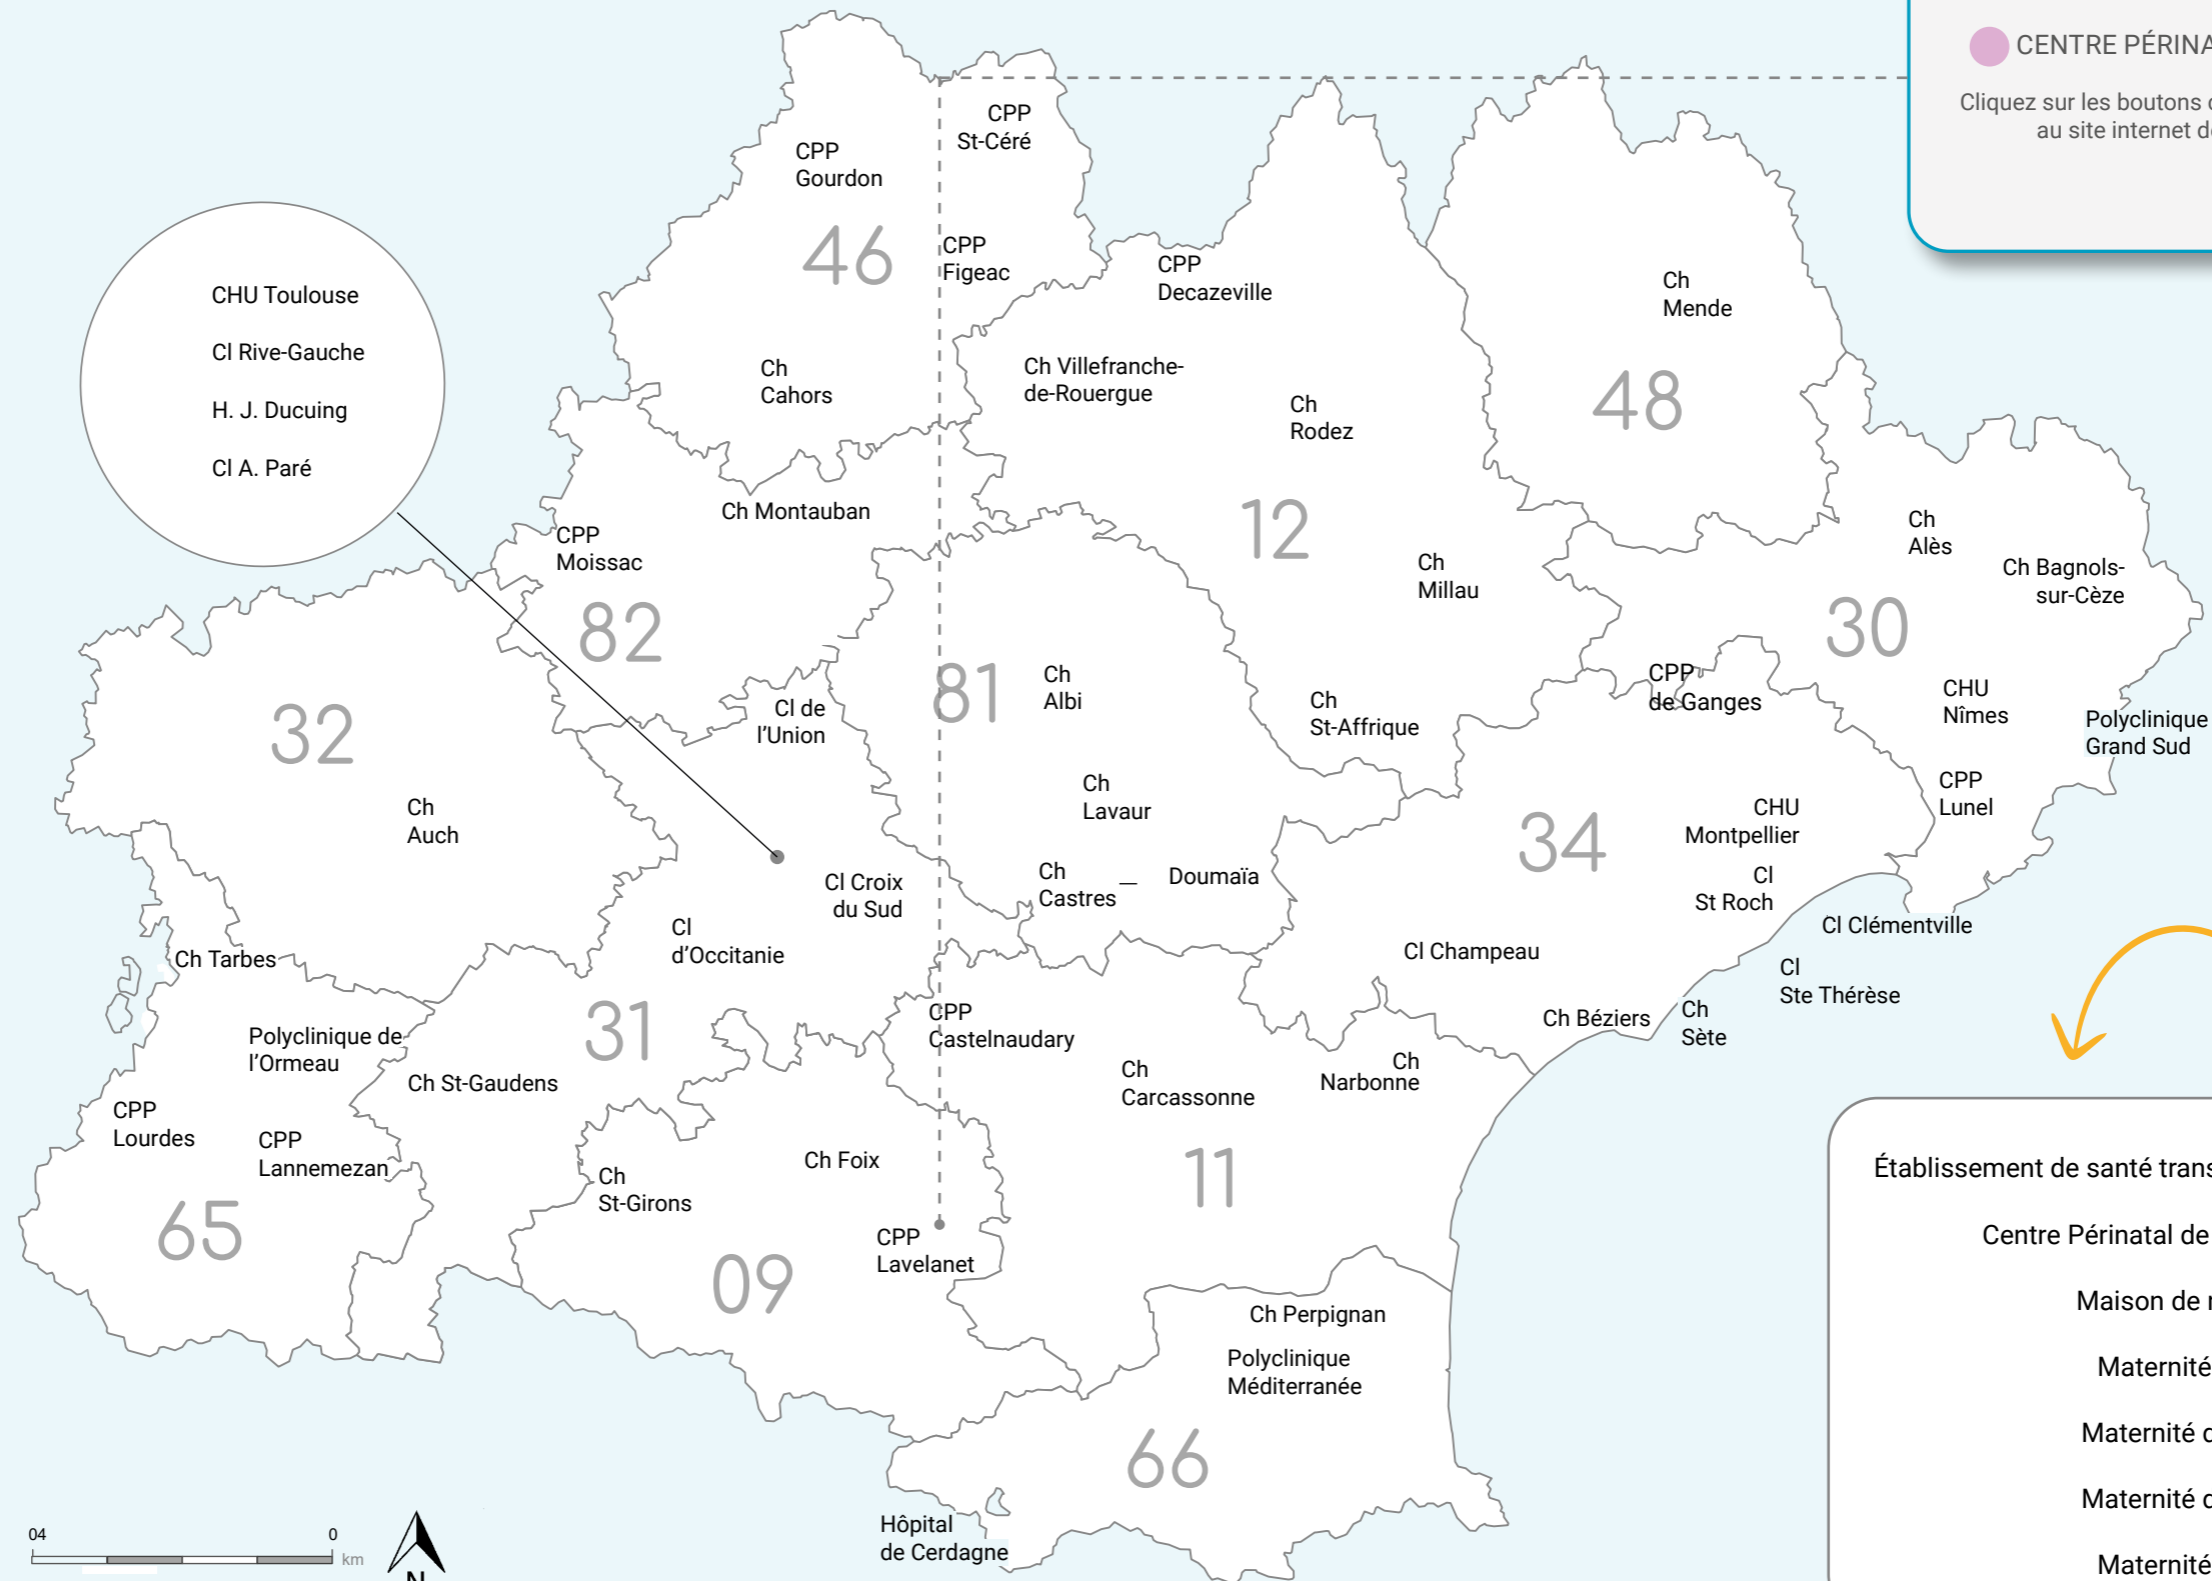 CENTRE PÉRINA
Cliquez sur les boutons
au site internet d
CPP
St-Céré
CPP
Gourdon
46
CPP
Figeac
CPP
Decazeville
Ch
Mende
CHU Toulouse
Cl Rive-Gauche
H. J. Ducuing
Cl A. Paré
Ch
Cahors
Ch Villefranche-
de-Rouergue
Ch
Rodez
48
Ch Montauban
CPP
Moissac
12
Ch
Millau
Ch
Alès
Ch Bagnols-
sur-Cèze
82
30
32
Cl de
l'Union
81
Ch
Albi
Ch
St-Affrique
CPP
de Ganges
CHU
Nîmes
Polyclinique
Grand Sud
Ch
Auch
Ch
Lavaur
34
CHU
Montpellier
CPP
Lunel
Cl Croix
du Sud
Ch
Castres
Doumaïa
Cl
St Roch
Cl Clémentville
Cl
d'Occitanie
Ch Tarbes
Cl Champeau
Cl
Ste Thérèse
31
CPP
Castelnaudary
Ch Béziers
Ch
Sète
Polyclinique de
l'Ormeau
Ch St-Gaudens
Ch
Carcassonne
Ch
Narbonne
CPP
Lourdes
CPP
Lannemezan
Ch Foix
Ch
St-Girons
11
65
CPP
Lavelanet
09
Ch Perpignan
Polyclinique
Méditerranée
66
Hôpital
de Cerdagne
Établissement de santé trans
Centre Périnatal de
Maison de
Maternité
Maternité
Maternité
Maternité
04 0
km
N